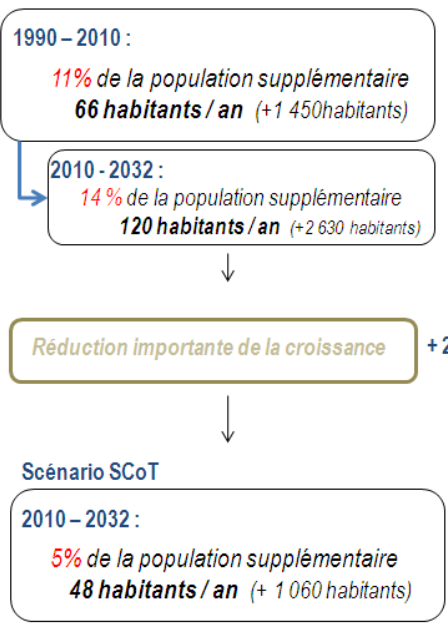 1990 – 2010 :
11% de la population supplémentaire
66 habitants / an (+1 450habitants)
2010 - 2032 :
14 % de la population supplémentaire
120 habitants / an (+2 630 habitants)
Réduction importante de la croissance
+ 2
Scénario SCoT
2010 – 2032 :
5% de la population supplémentaire
48 habitants / an (+ 1 060 habitants)